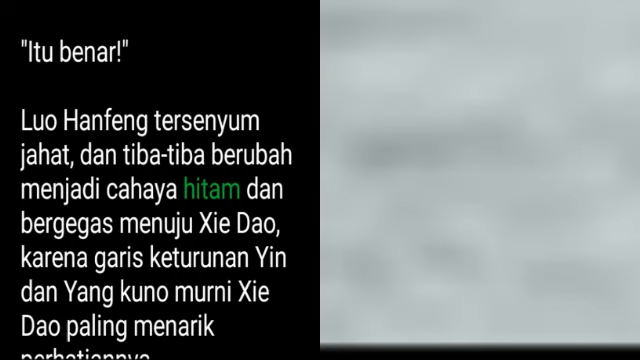 "Itu benar!"
Luo Hanfeng tersenyum
jahat, dan tiba-tiba berubah
menjadi cahaya hitam dan
bergegas menuju Xie Dao,
karena garis keturunan Yin
dan Yang kuno murni Xie
Dao paling menarik
perhatiannya